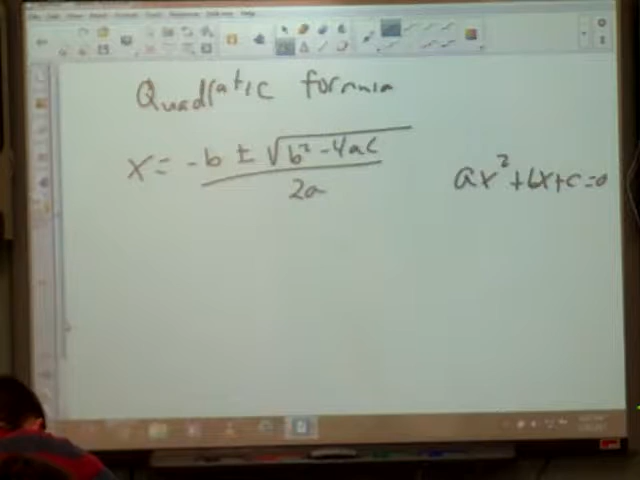 Quadratic formula
x = -b ± √b² - 4ac
2a
ax² + bx + c = 0